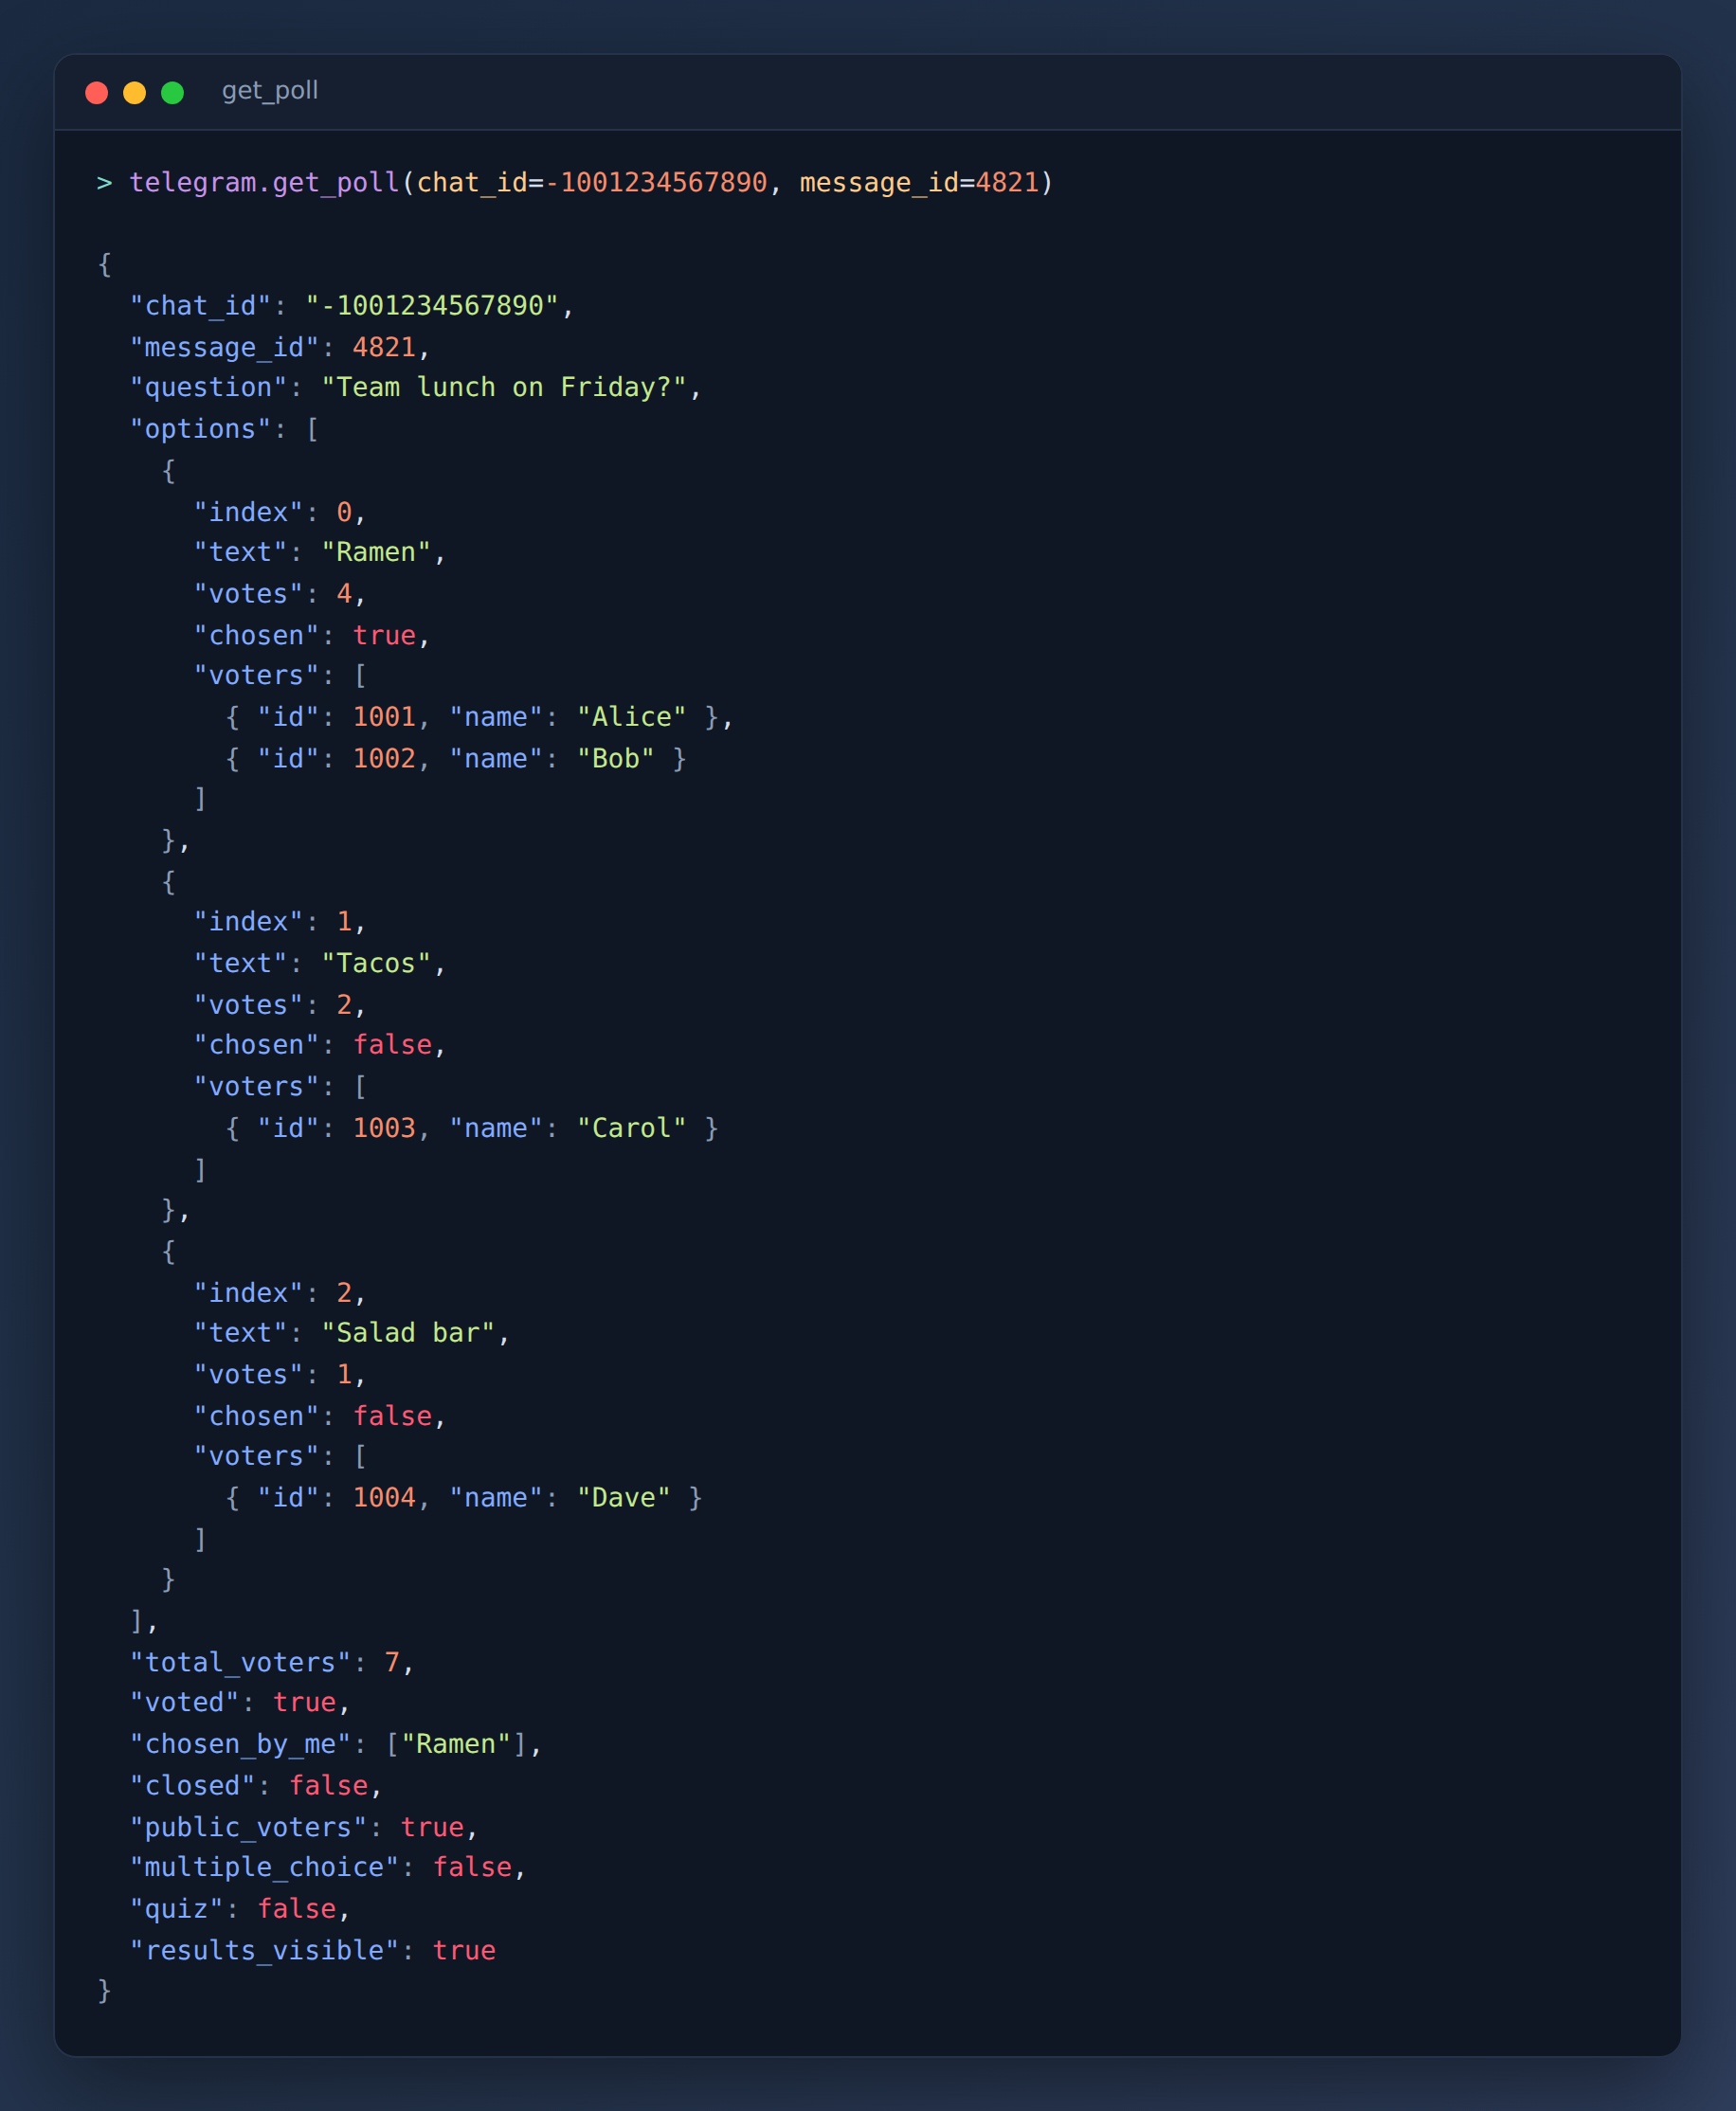 get_poll
> telegram.get_poll(chat_id=-1001234567890, message_id=4821)
{
  "chat_id": "-1001234567890",
  "message_id": 4821,
  "question": "Team lunch on Friday?",
  "options": [
    {
      "index": 0,
      "text": "Ramen",
      "votes": 4,
      "chosen": true,
      "voters": [
        { "id": 1001, "name": "Alice" },
        { "id": 1002, "name": "Bob" }
      ]
    },
    {
      "index": 1,
      "text": "Tacos",
      "votes": 2,
      "chosen": false,
      "voters": [
        { "id": 1003, "name": "Carol" }
      ]
    },
    {
      "index": 2,
      "text": "Salad bar",
      "votes": 1,
      "chosen": false,
      "voters": [
        { "id": 1004, "name": "Dave" }
      ]
    }
  ],
  "total_voters": 7,
  "voted": true,
  "chosen_by_me": ["Ramen"],
  "closed": false,
  "public_voters": true,
  "multiple_choice": false,
  "quiz": false,
  "results_visible": true
}